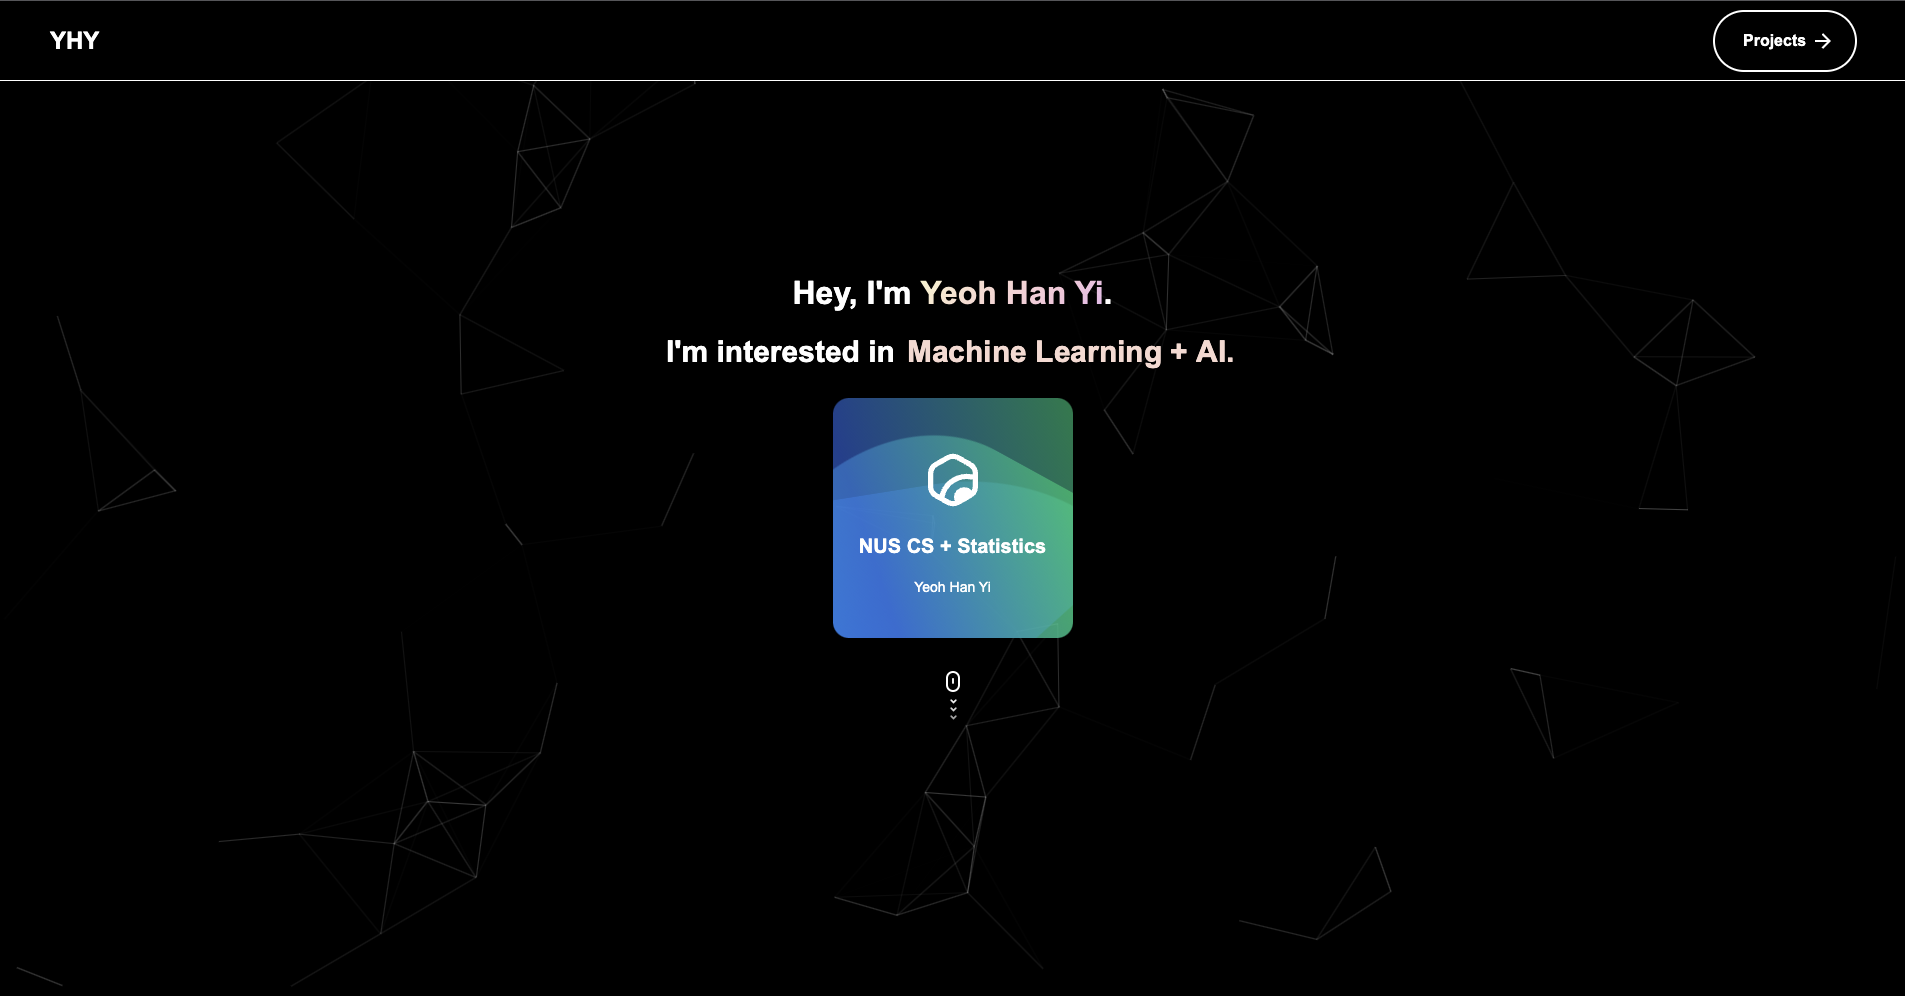 YHY
Projects
Hey, I'm Yeoh Han Yi.
I'm interested in Machine Learning + AI.
NUS CS + Statistics
Yeoh Han Yi